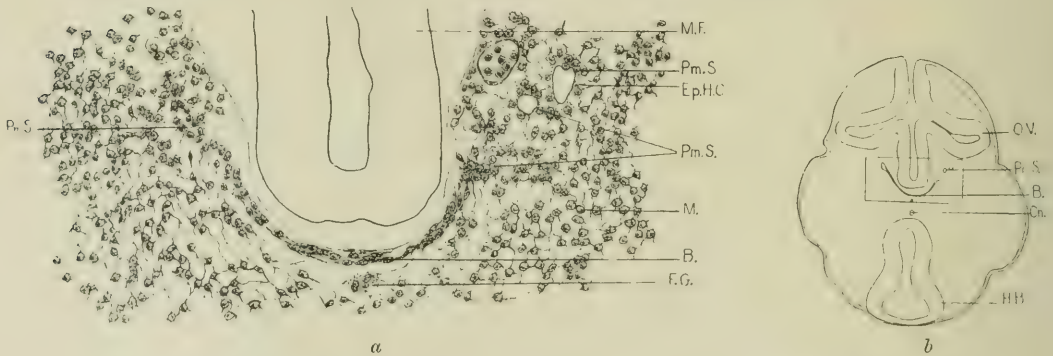 M.F.
Pm.S
Ep.H.C
Pr.S
Pm.S.
M.
B.
F.G.
a
O.V.
Pr.S.
B.
Cn.
H.B
b